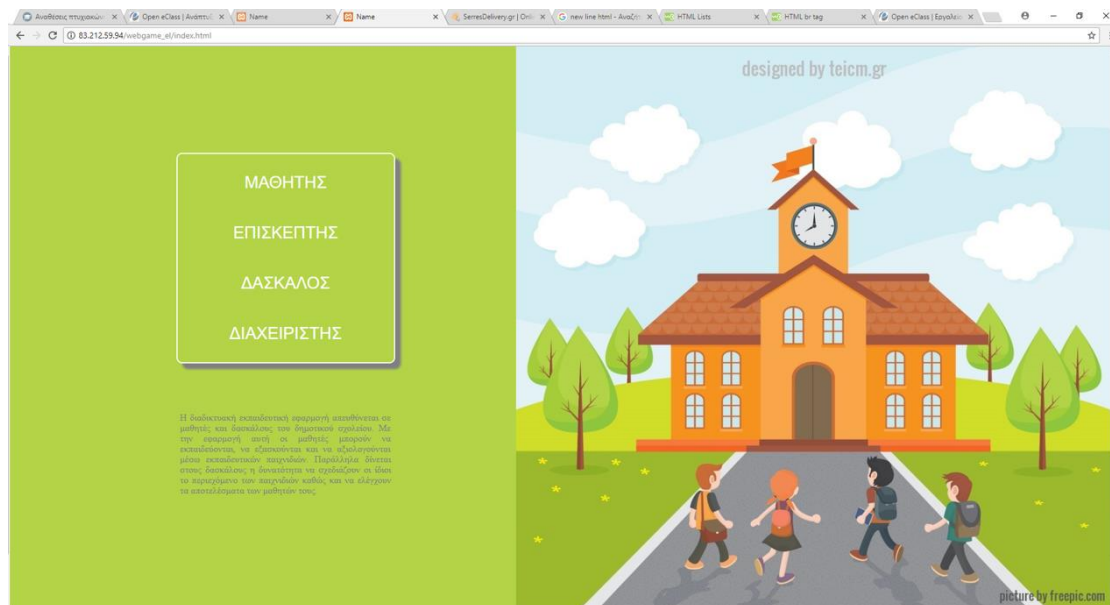 Αναθέσεις πτυχιακών
Open eClass | Ανάπτυξ
Name
Name
SerresDelivery.gr | Onli
new line html - Αναζήτ
HTML Lists
HTML br tag
Open eClass | Εργαλεία
83.212.59.94/webgame_el/index.html
designed by teicm.gr
ΜΑΘΗΤΗΣ
ΕΠΙΣΚΕΠΤΗΣ
ΔΑΣΚΑΛΟΣ
ΔΙΑΧΕΙΡΙΣΤΗΣ
Η διαδικτυακή εκπαιδευτική εφαρμογή απευθύνεται σε
μαθητές και δασκάλους του δημοτικού σχολείου. Με
την εφαρμογή αυτή οι μαθητές μπορούν να
εκπαιδεύονται, να εξασκούνται και να αξιολογούνται
μέσω εκπαιδευτικών παιχνιδιών. Παράλληλα δίνεται
στους δασκάλους η δυνατότητα να σχεδιάζουν οι ίδιοι
το περιεχόμενο του παιχνιδιών καθώς και να ελέγχουν
τα αποτελέσματα των μαθητών τους.
picture by freepic.com